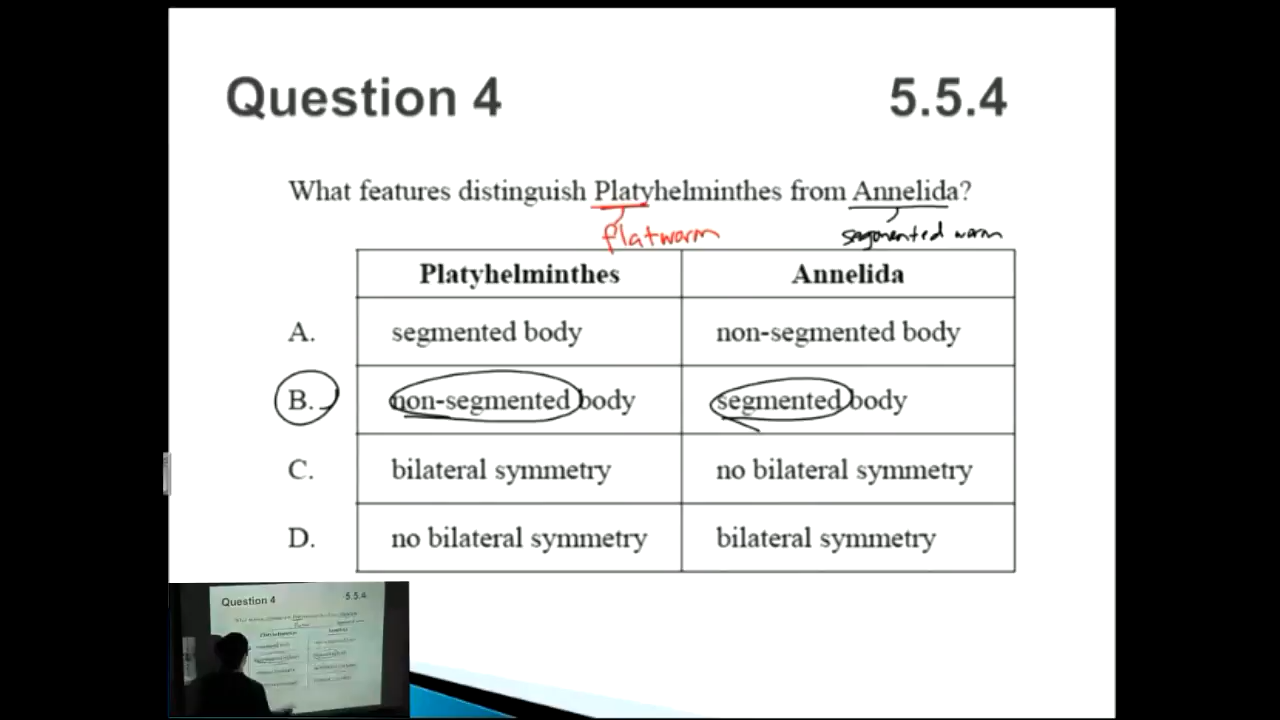 Question 4 5.5.4
What features distinguish Platyhelminthes from Annelida?
flatworm segmented worm
Platyhelminthes Annelida
A. segmented body non-segmented body
B. non-segmented body segmented body
C. bilateral symmetry no bilateral symmetry
D. no bilateral symmetry bilateral symmetry
Question 4 5.5.4